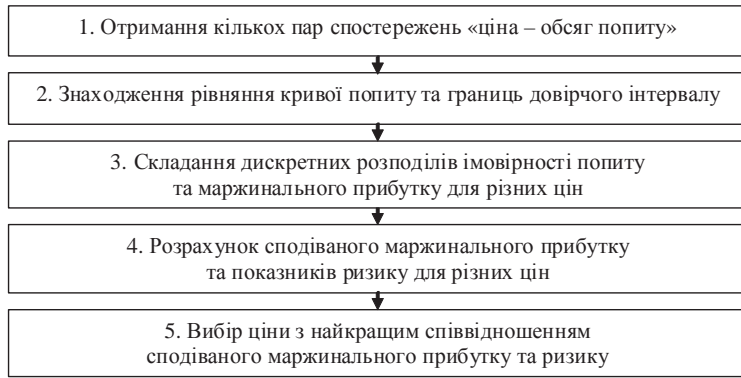 1. Отримання кількох пар спостережень «ціна – обсяг попиту»
2. Знаходження рівняння кривої попиту та границь довірчого інтервалу
3. Складання дискретних розподілів імовірності попиту
та маржинального прибутку для різних цін
4. Розрахунок сподіваного маржинального прибутку
та показників ризику для різних цін
5. Вибір ціни з найкращим співвідношенням
сподіваного маржинального прибутку та ризику